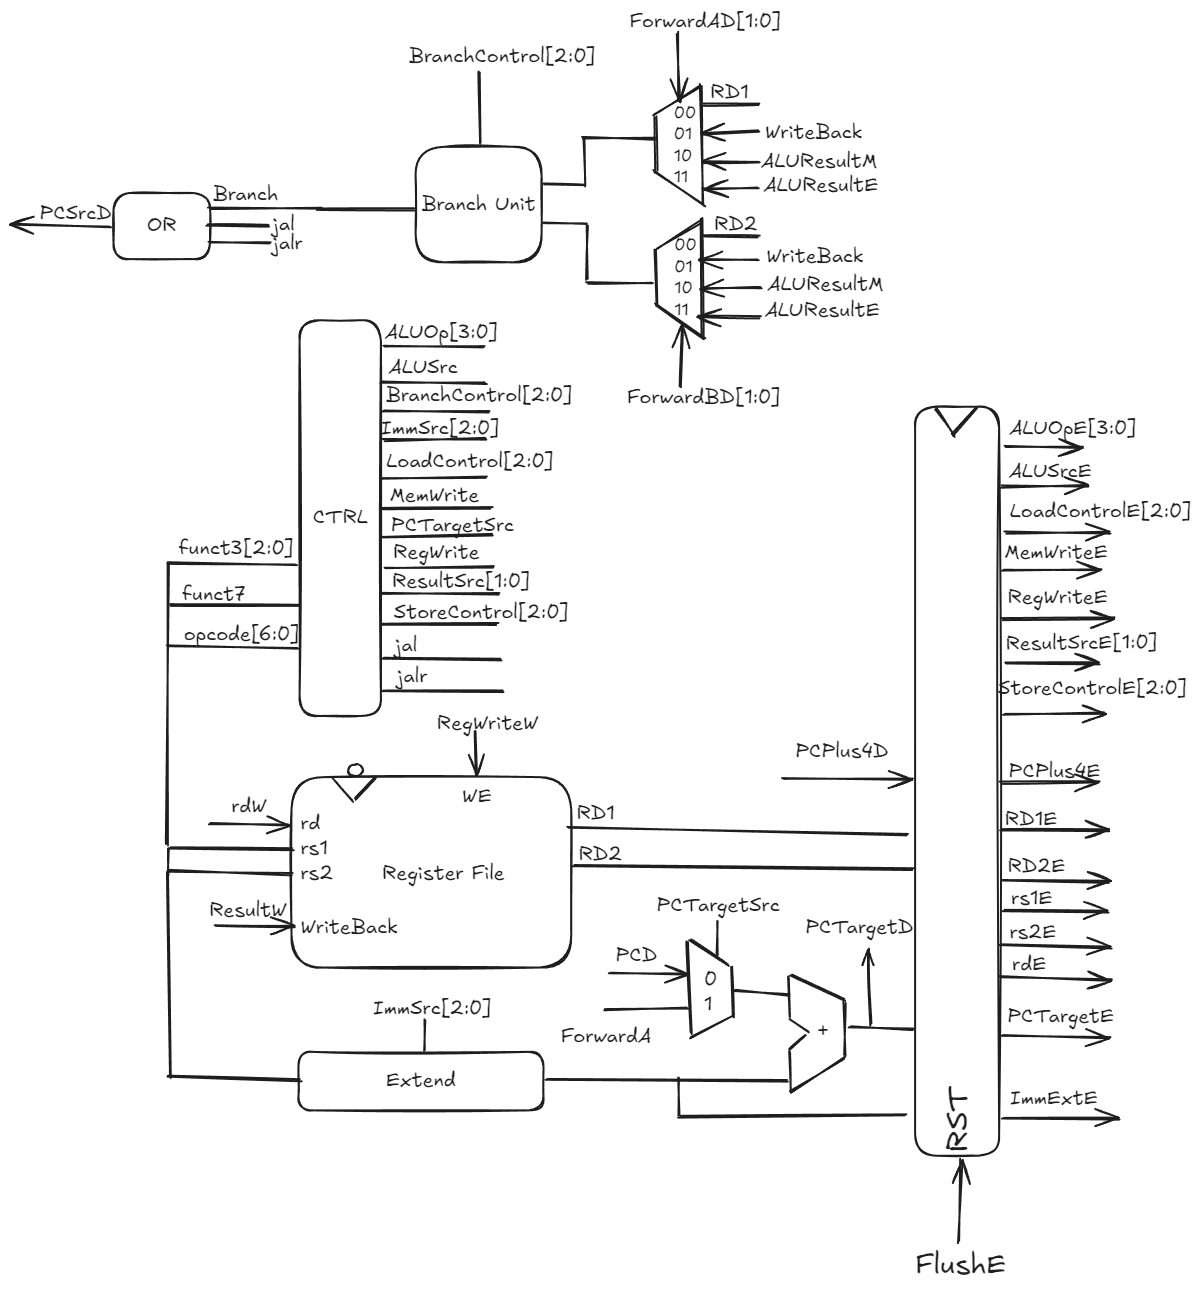 ForwardAD[1:0]
BranchControl[2:0]
RD1
00
01
WriteBack
10
ALUResultM
11
ALUResultE
Branch Unit
Branch
PCSrcD
OR
jal
jalr
RD2
00
01
WriteBack
10
ALUResultM
11
ALUResultE
ForwardBD[1:0]
CTRL
ALUOp[3:0]
ALUSrc
BranchControl[2:0]
ImmSrc[2:0]
LoadControl[2:0]
MemWrite
PCTargetSrc
RegWrite
ResultSrc[1:0]
StoreControl[2:0]
jal
jalr
funct3[2:0]
funct7
opcode[6:0]
RegWriteW
WE
rdW
rd
rs1
rs2
Register File
ResultW
WriteBack
RD1
RD2
PCPlus4D
PCTargetSrc
PCTargetD
PCD
0
1
ForwardA
+
ImmSrc[2:0]
Extend
ALUOpE[3:0]
ALUSrcE
LoadControlE[2:0]
MemWriteE
RegWriteE
ResultSrcE[1:0]
StoreControlE[2:0]
PCPlus4E
RD1E
RD2E
rs1E
rs2E
rdE
PCTargetE
ImmExtE
RST
FlushE